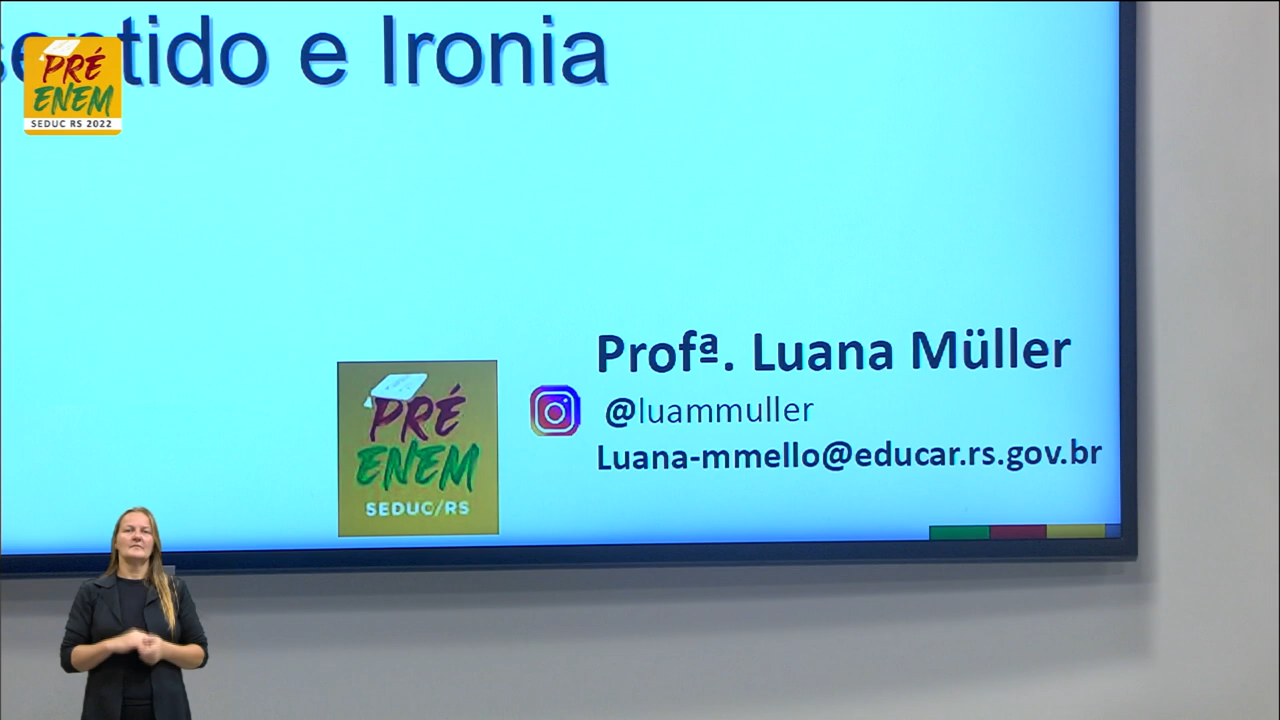 sentido e Ironia
PRÉ
ENEM
SEDUC RS 2022
Profª. Luana Müller
@luammuller
Luana-mmello@educar.rs.gov.br
PRÉ
ENEM
SEDUC/RS